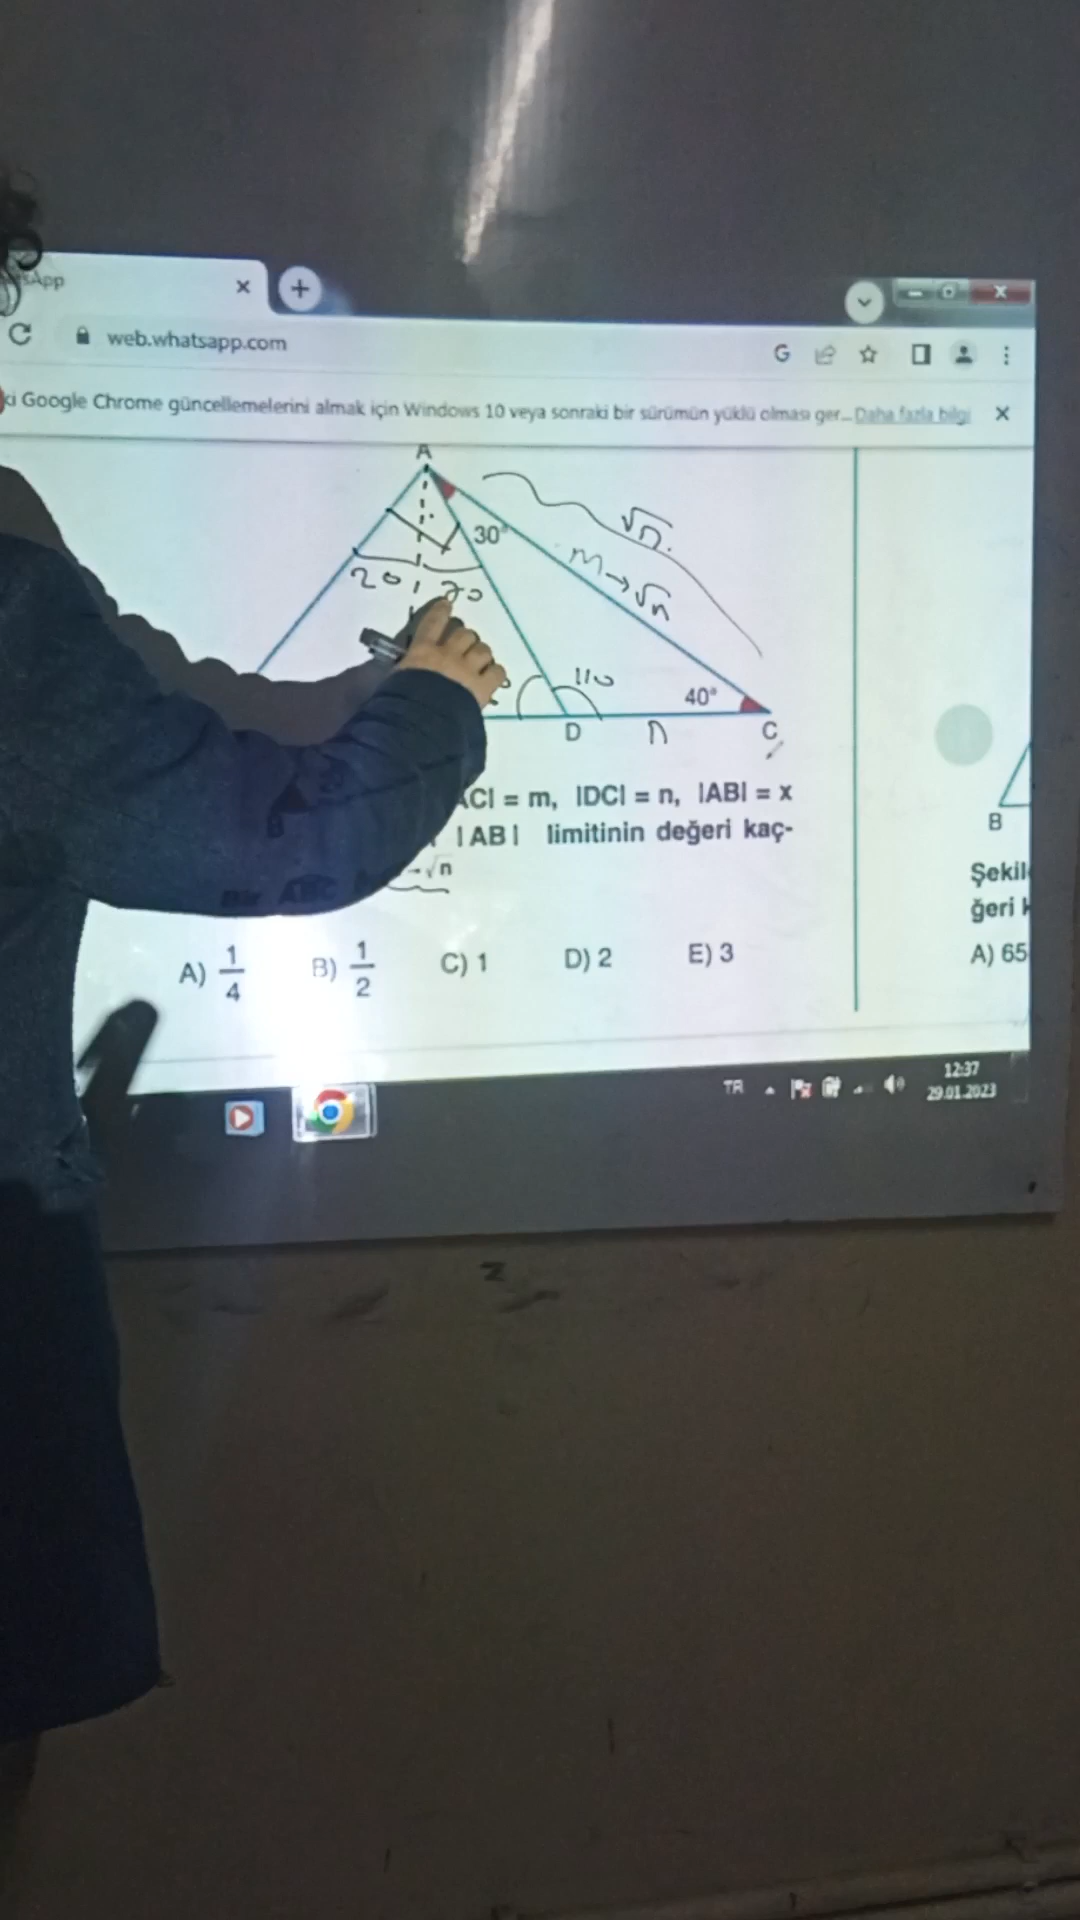 sApp
web.whatsapp.com
ki Google Chrome güncellemelerini almak için Windows 10 veya sonraki bir sürümün yüklü olması ger... Daha fazla bilgi
A
30°
√n.
m→√n
20
110
40°
D
n
C
B
ACI = m, IDCI = n, IABI = x
IABI limitinin değeri kaç-
-√n
A) 1/4 B) 1/2 C) 1 D) 2 E) 3
B
Şekil
ğeri
A) 65
TR
12:37
29.01.2023